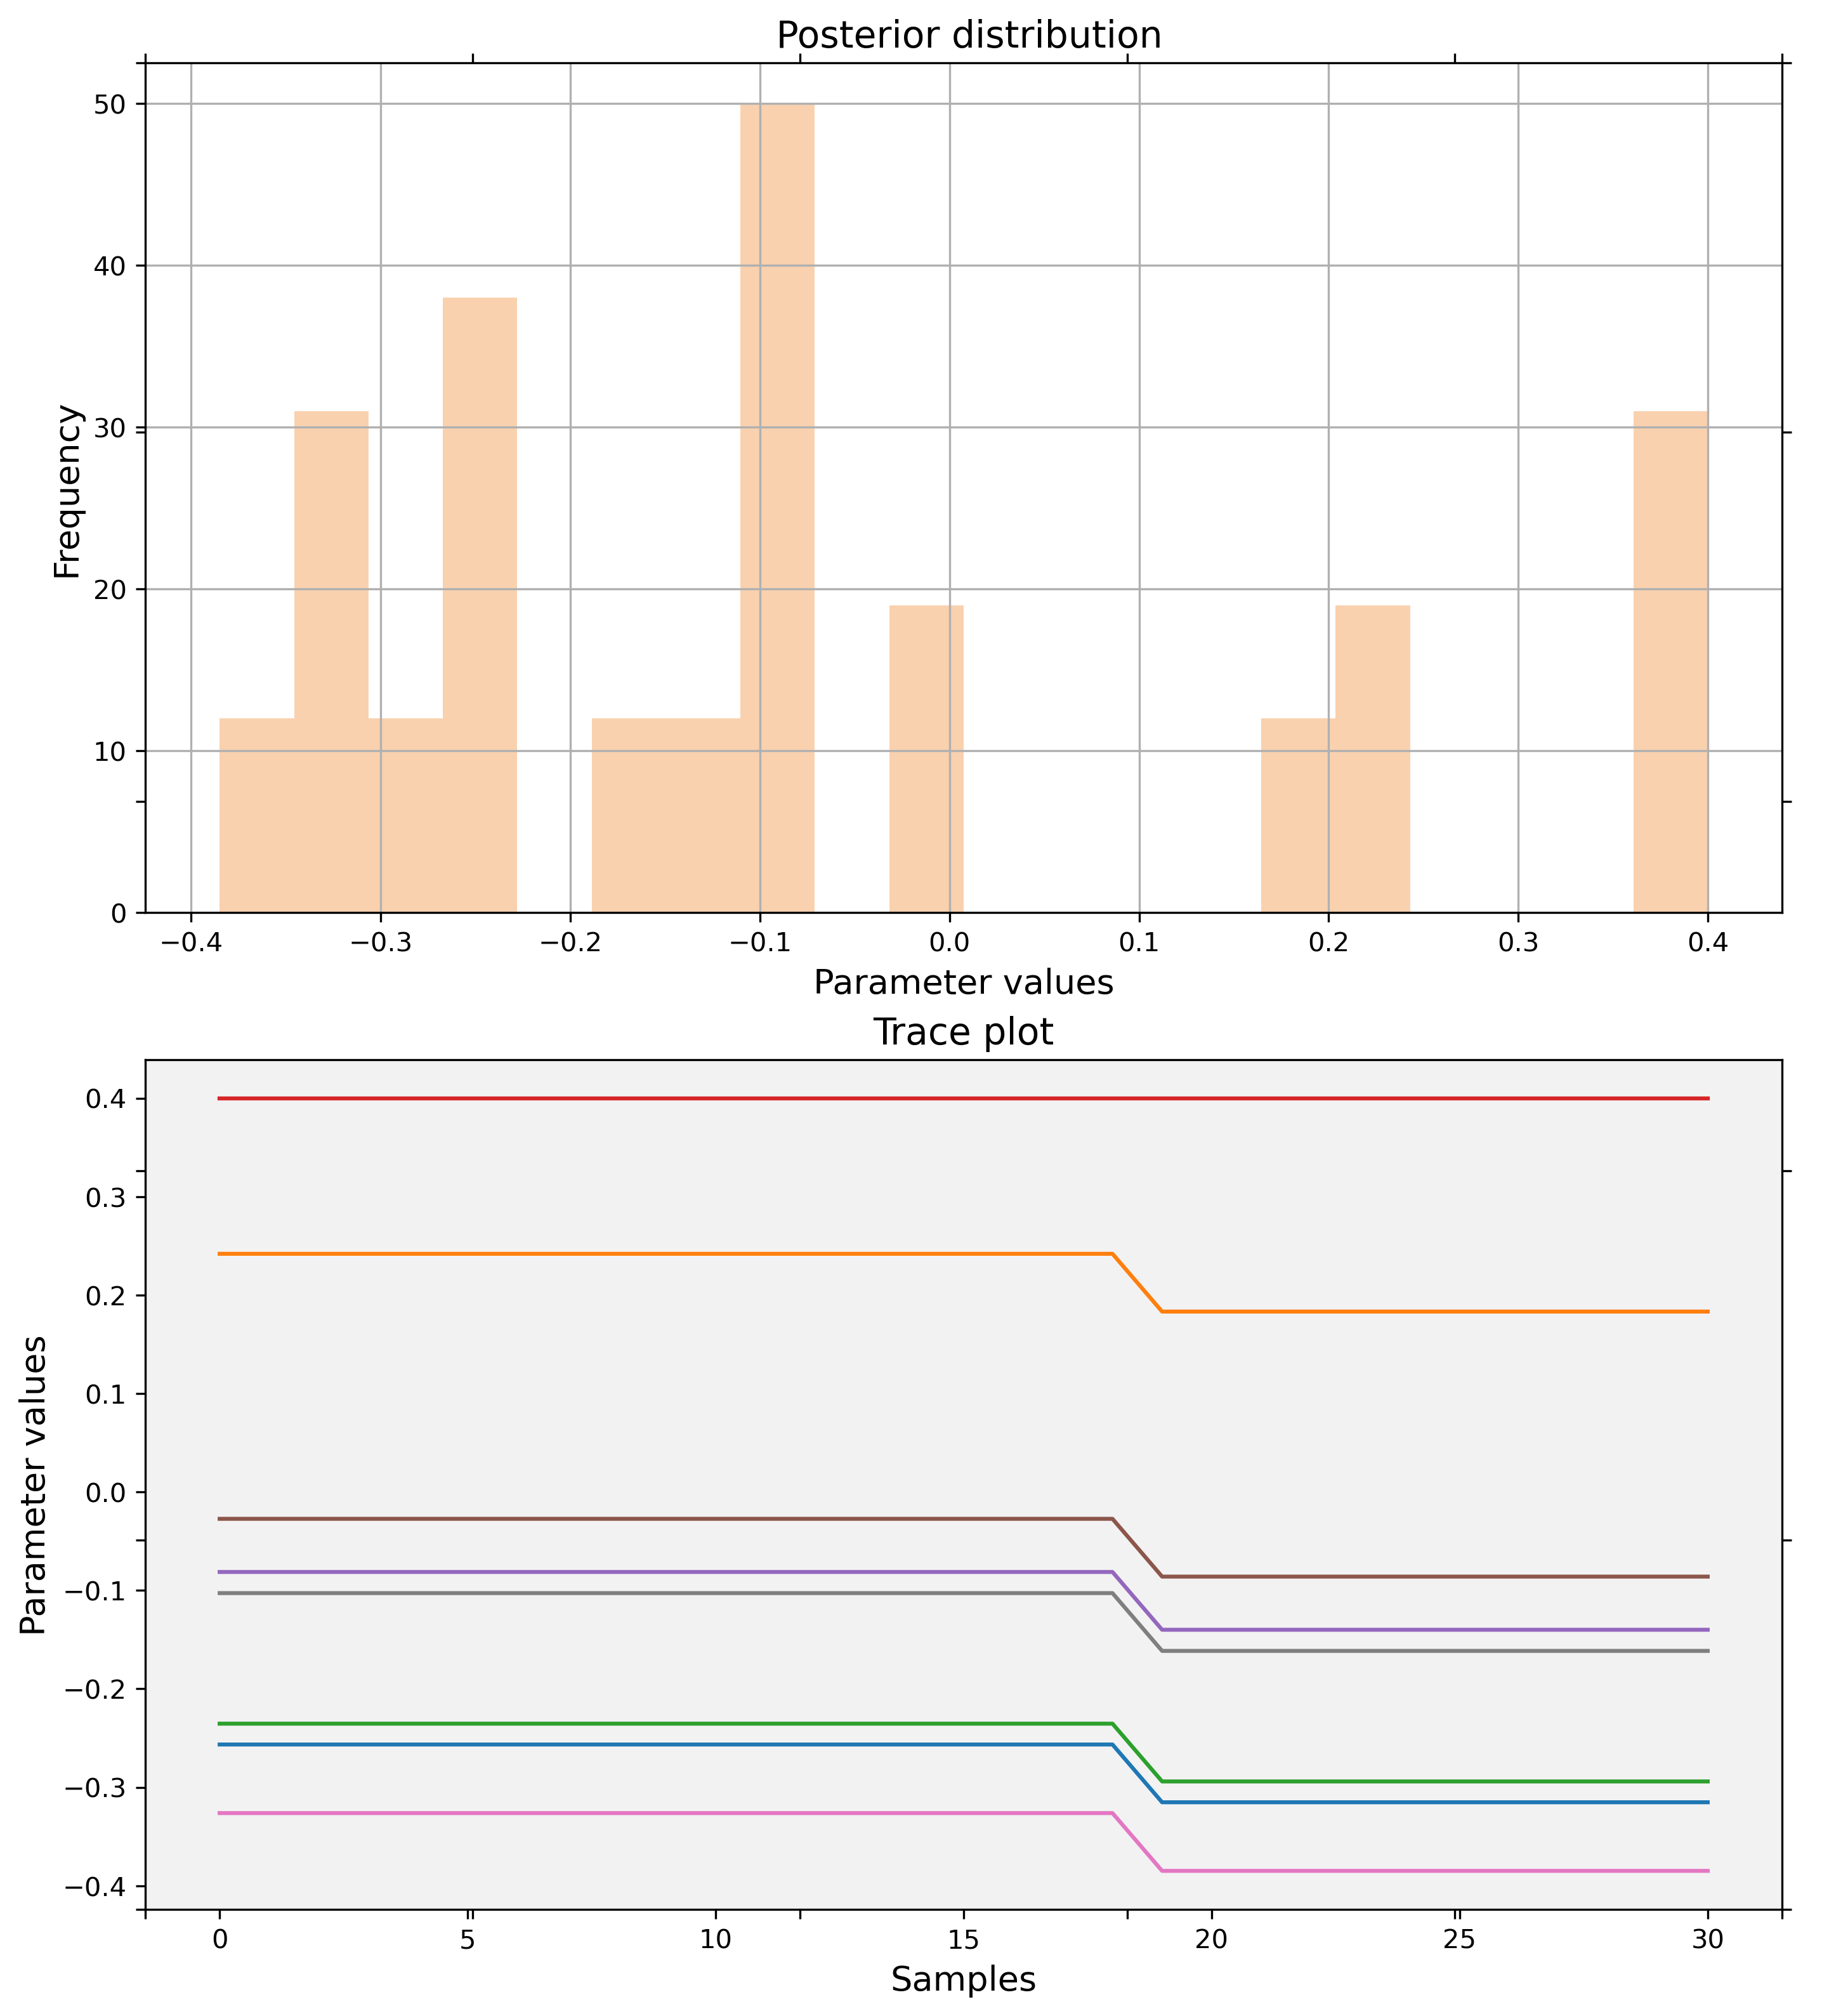 Posterior distribution
50
40
30
20
10
0
Frequency
−0.4 −0.3 −0.2 −0.1 0.0 0.1 0.2 0.3 0.4
Parameter values
Trace plot
0.4
0.3
0.2
0.1
0.0
−0.1
−0.2
−0.3
−0.4
Parameter values
0 5 10 15 20 25 30
Samples